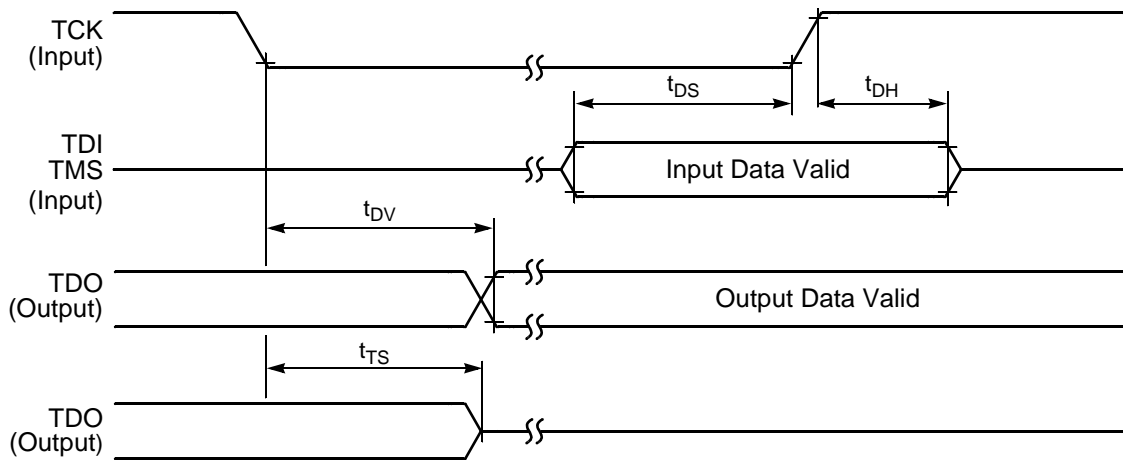 TCK
(Input)
tDS
tDH
TDI
TMS
(Input)
Input Data Valid
tDV
TDO
(Output)
Output Data Valid
tTS
TDO
(Output)